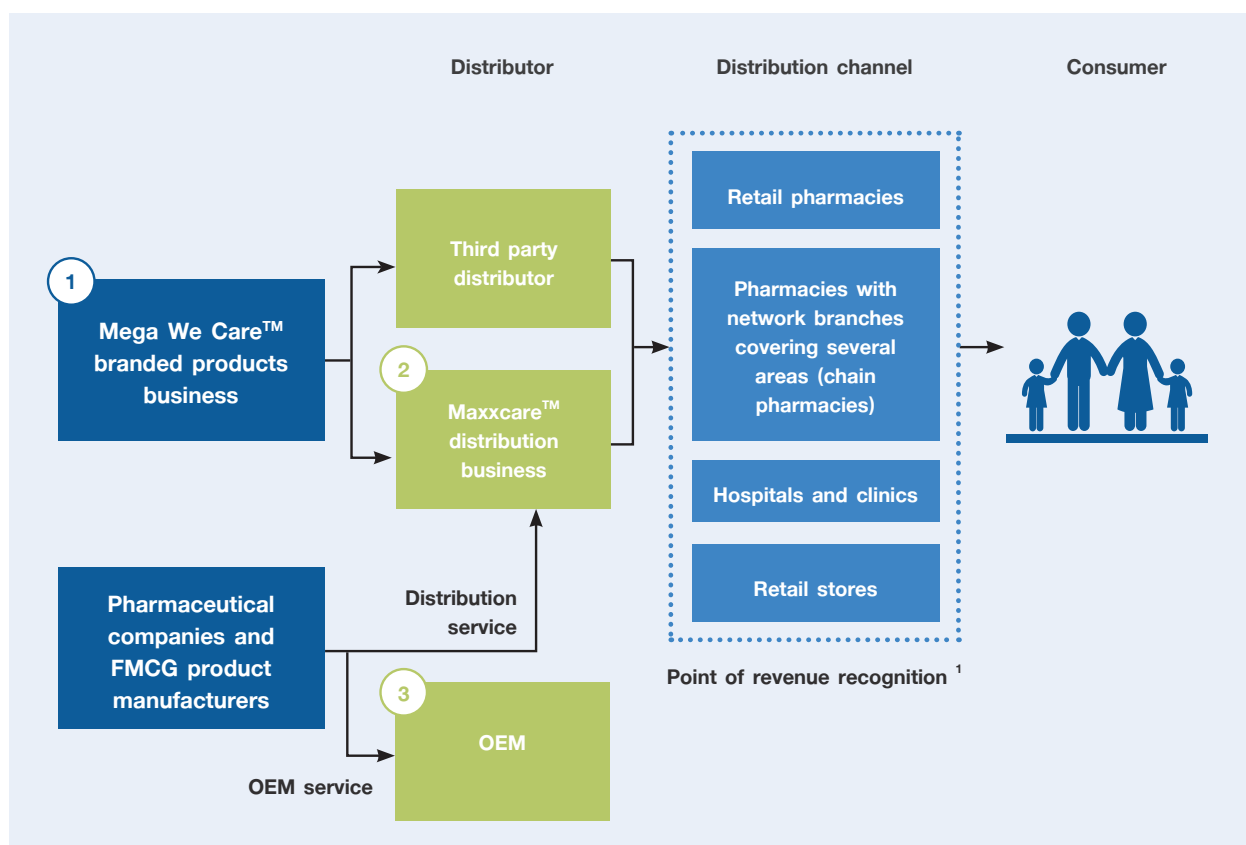 Distributor
Distribution channel
Consumer
1
Mega We Care™
branded products
business
Third party
distributor
2
Maxxcare™
distribution
business
Retail pharmacies
Pharmacies with
network branches
covering several
areas (chain
pharmacies)
Hospitals and clinics
Retail stores
Point of revenue recognition ¹
Pharmaceutical
companies and
FMCG product
manufacturers
Distribution
service
3
OEM
OEM service